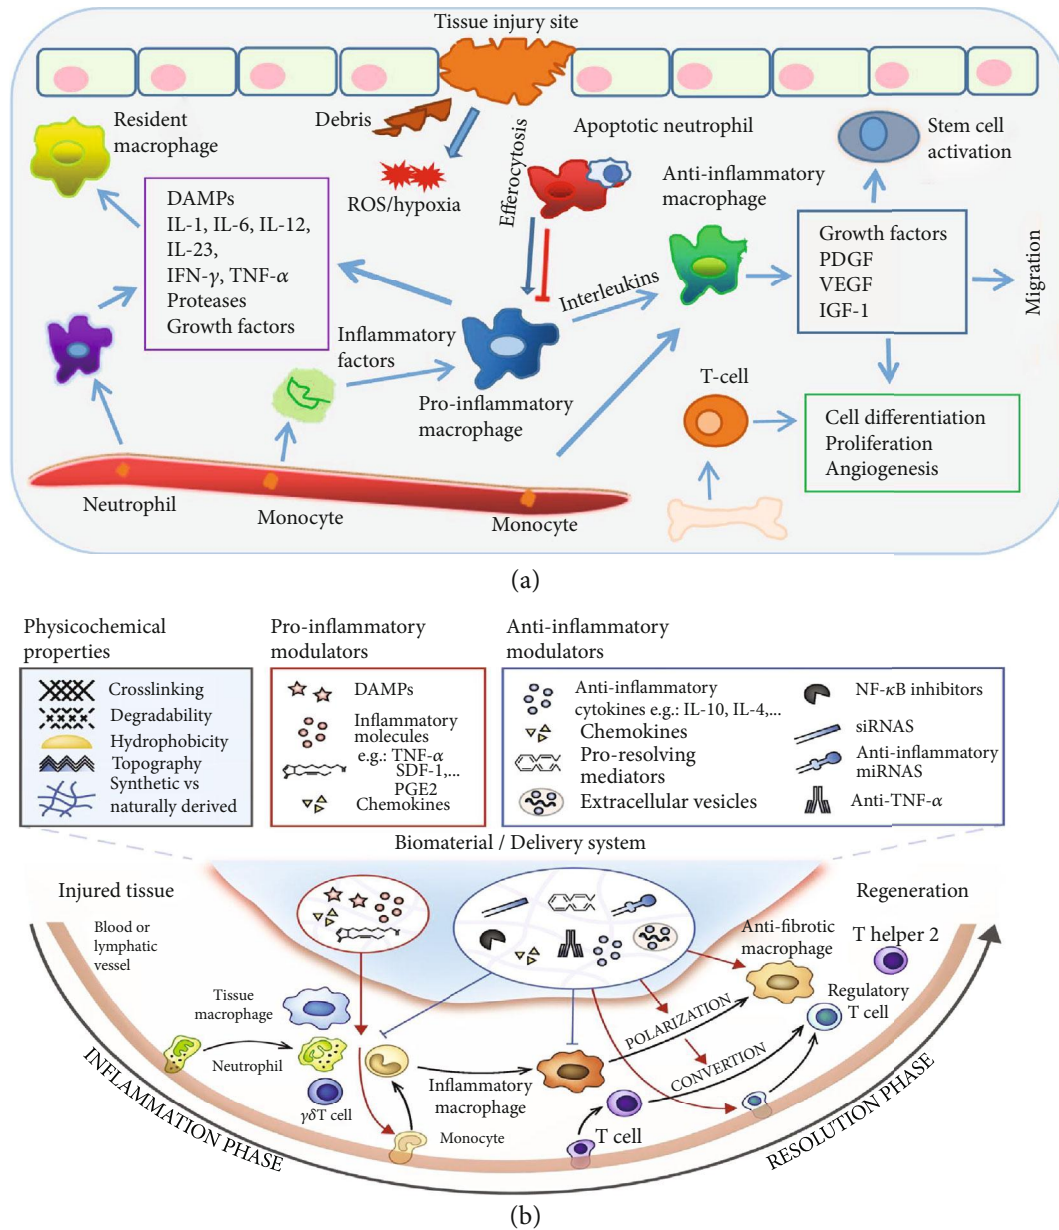 Tissue injury site
Resident
macrophage
Debris
ROS/hypoxia
Efferocytosis
Apoptotic neutrophil
Anti-inflammatory
macrophage
Stem cell
activation
DAMPs
IL-1, IL-6, IL-12,
IL-23,
IFN-γ, TNF-α
Proteases
Growth factors
Growth factors
PDGF
VEGF
IGF-1
Migration
Interleukins
Inflammatory
factors
Pro-inflammatory
macrophage
T-cell
Cell differentiation
Proliferation
Angiogenesis
Neutrophil
Monocyte
Monocyte
(a)
Physicochemical
properties
Crosslinking
Degradability
Hydrophobicity
Topography
Synthetic vs
naturally derived
Pro-inflammatory
modulators
DAMPs
Inflammatory
molecules
e.g.: TNF-α
SDF-1,...
PGE2
Chemokines
Anti-inflammatory
modulators
Anti-inflammatory
cytokines e.g.: IL-10, IL-4,...
Chemokines
Pro-resolving
mediators
Extracellular vesicles
NF-κB inhibitors
siRNAS
Anti-inflammatory
miRNAS
Anti-TNF-α
Biomaterial / Delivery system
Injured tissue
Regeneration
Blood or
lymphatic
vessel
Tissue
macrophage
Neutrophil
γδT cell
Monocyte
Inflammatory
macrophage
T cell
POLARIZATION
CONVERTION
Anti-fibrotic
macrophage
T helper 2
Regulatory
T cell
INFLAMMATION PHASE
RESOLUTION PHASE
(b)